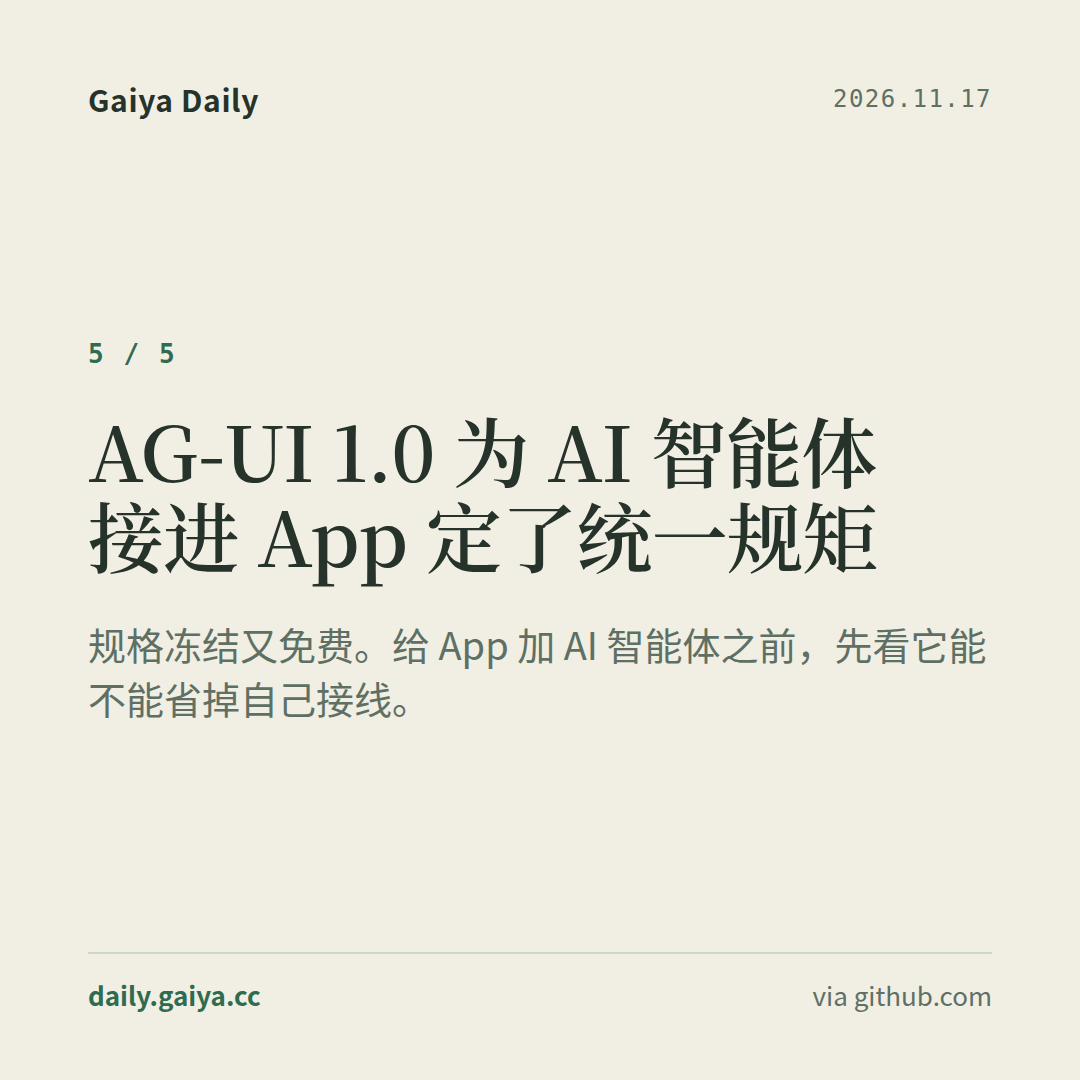 Gaiya Daily
2026.11.17
5 / 5
AG-UI 1.0 为 AI 智能体
接进 App 定了统一规矩
规格冻结又免费。给 App 加 AI 智能体之前，先看它能
不能省掉自己接线。
daily.gaiya.cc
via github.com